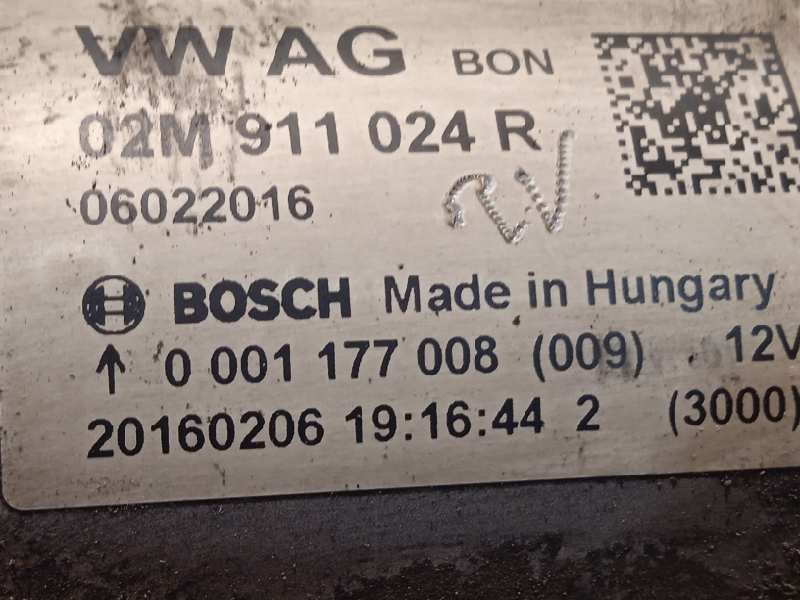 VW AG BON
02M 911 024 R
06022016
BOSCH Made in Hungary
↑ 0 001 177 008 (009) 12V
20160206 19:16:44 2 (3000)